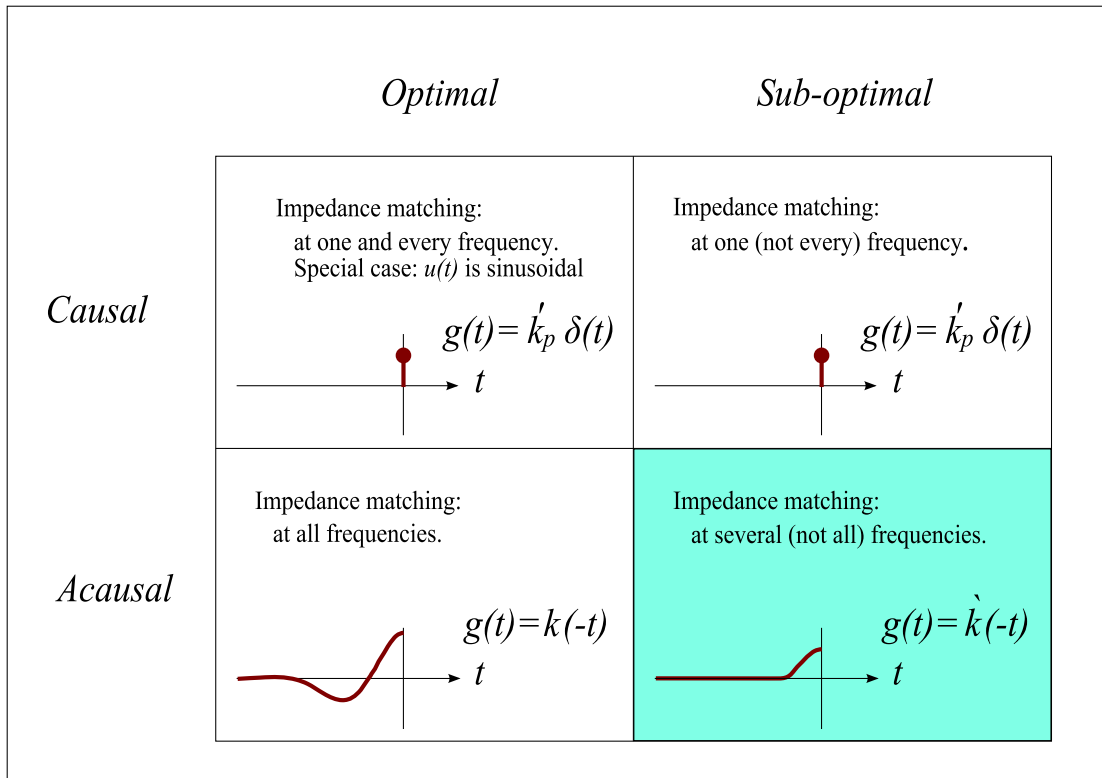 Optimal
Sub-optimal
Causal
Impedance matching:
at one and every frequency.
Special case: u(t) is sinusoidal
g(t)= k′p δ(t)
t
Impedance matching:
at one (not every) frequency.
g(t)= k′p δ(t)
t
Acausal
Impedance matching:
at all frequencies.
g(t)=k(-t)
t
Impedance matching:
at several (not all) frequencies.
g(t)= k̀(-t)
t